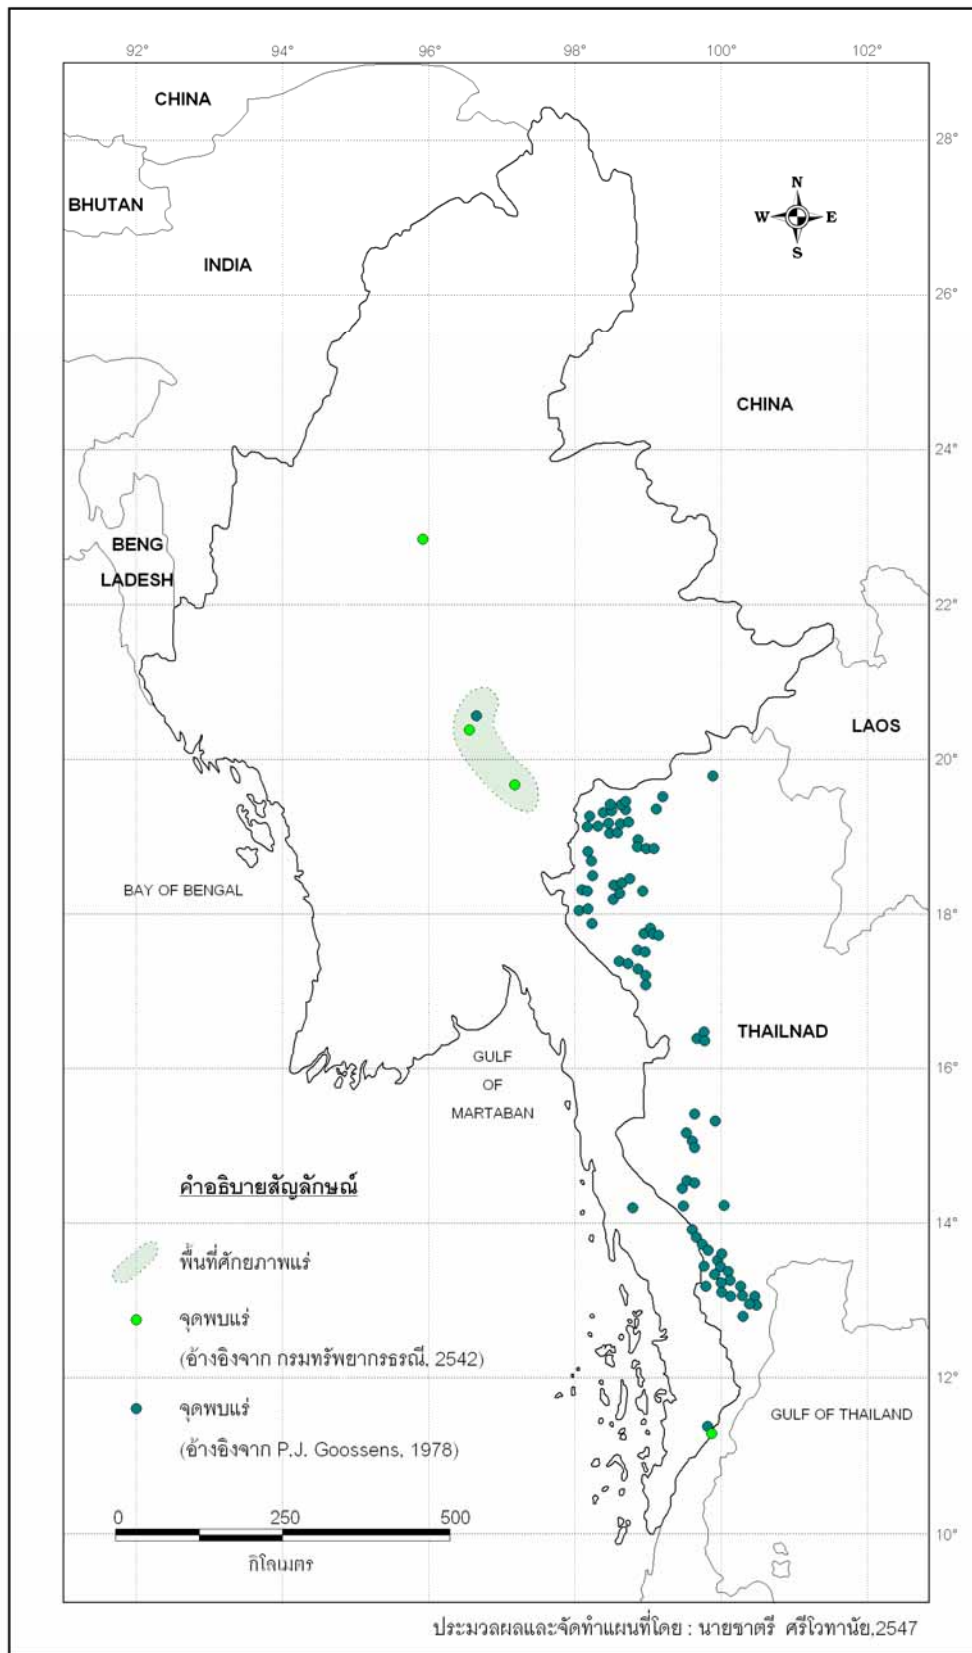 92° 94° 96° 98° 100° 102°
CHINA
28°
BHUTAN
N
W E
S
INDIA
26°
CHINA
24°
BENG
LADESH
22°
LAOS
20°
BAY OF BENGAL
18°
THAILNAD
GULF
OF
MARTABAN
16°
คำอธิบายสัญลักษณ์
14°
พื้นที่ศักยภาพแร่
จุดพบแร่
(อ้างอิงจาก กรมทรัพยากรธรณี, 2542)
12°
จุดพบแร่
(อ้างอิงจาก P.J. Goossens, 1978)
GULF OF THAILAND
0 250 500
กิโลเมตร
10°
ประมวลผลและจัดทำแผนที่โดย : นายชาตรี ศรีโวทานัย,2547